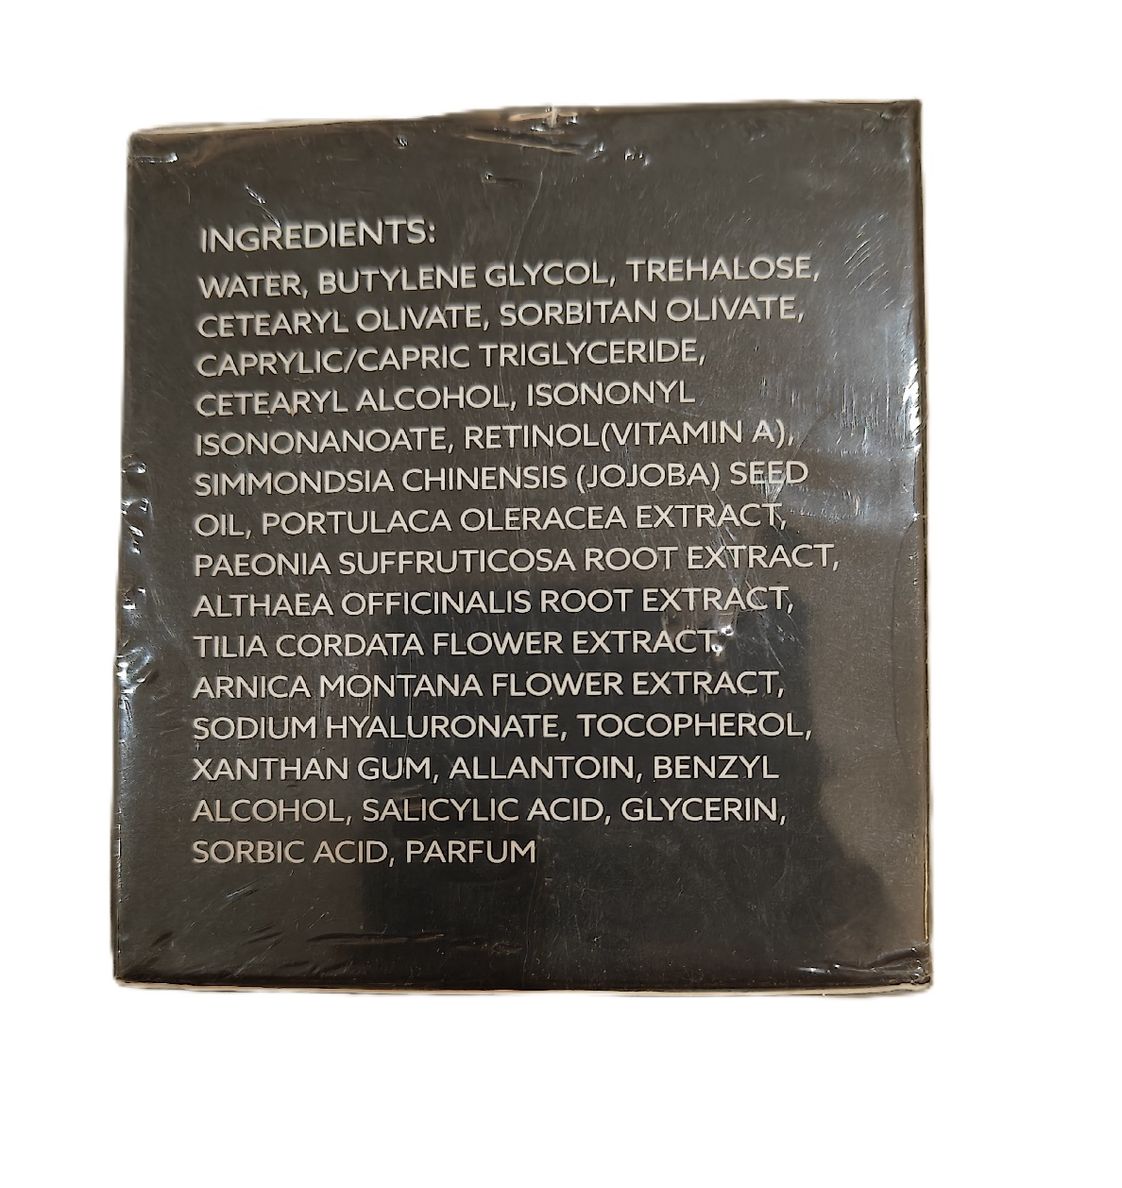 INGREDIENTS:
WATER, BUTYLENE GLYCOL, TREHALOSE,
CETEARYL OLIVATE, SORBITAN OLIVATE,
CAPRYLIC/CAPRIC TRIGLYCERIDE,
CETEARYL ALCOHOL, ISONONYL
ISONONANOATE, RETINOL(VITAMIN A),
SIMMONDSIA CHINENSIS (JOJOBA) SEED
OIL, PORTULACA OLERACEA EXTRACT,
PAEONIA SUFFRUTICOSA ROOT EXTRACT,
ALTHAEA OFFICINALIS ROOT EXTRACT,
TILIA CORDATA FLOWER EXTRACT,
ARNICA MONTANA FLOWER EXTRACT,
SODIUM HYALURONATE, TOCOPHEROL,
XANTHAN GUM, ALLANTOIN, BENZYL
ALCOHOL, SALICYLIC ACID, GLYCERIN,
SORBIC ACID, PARFUM